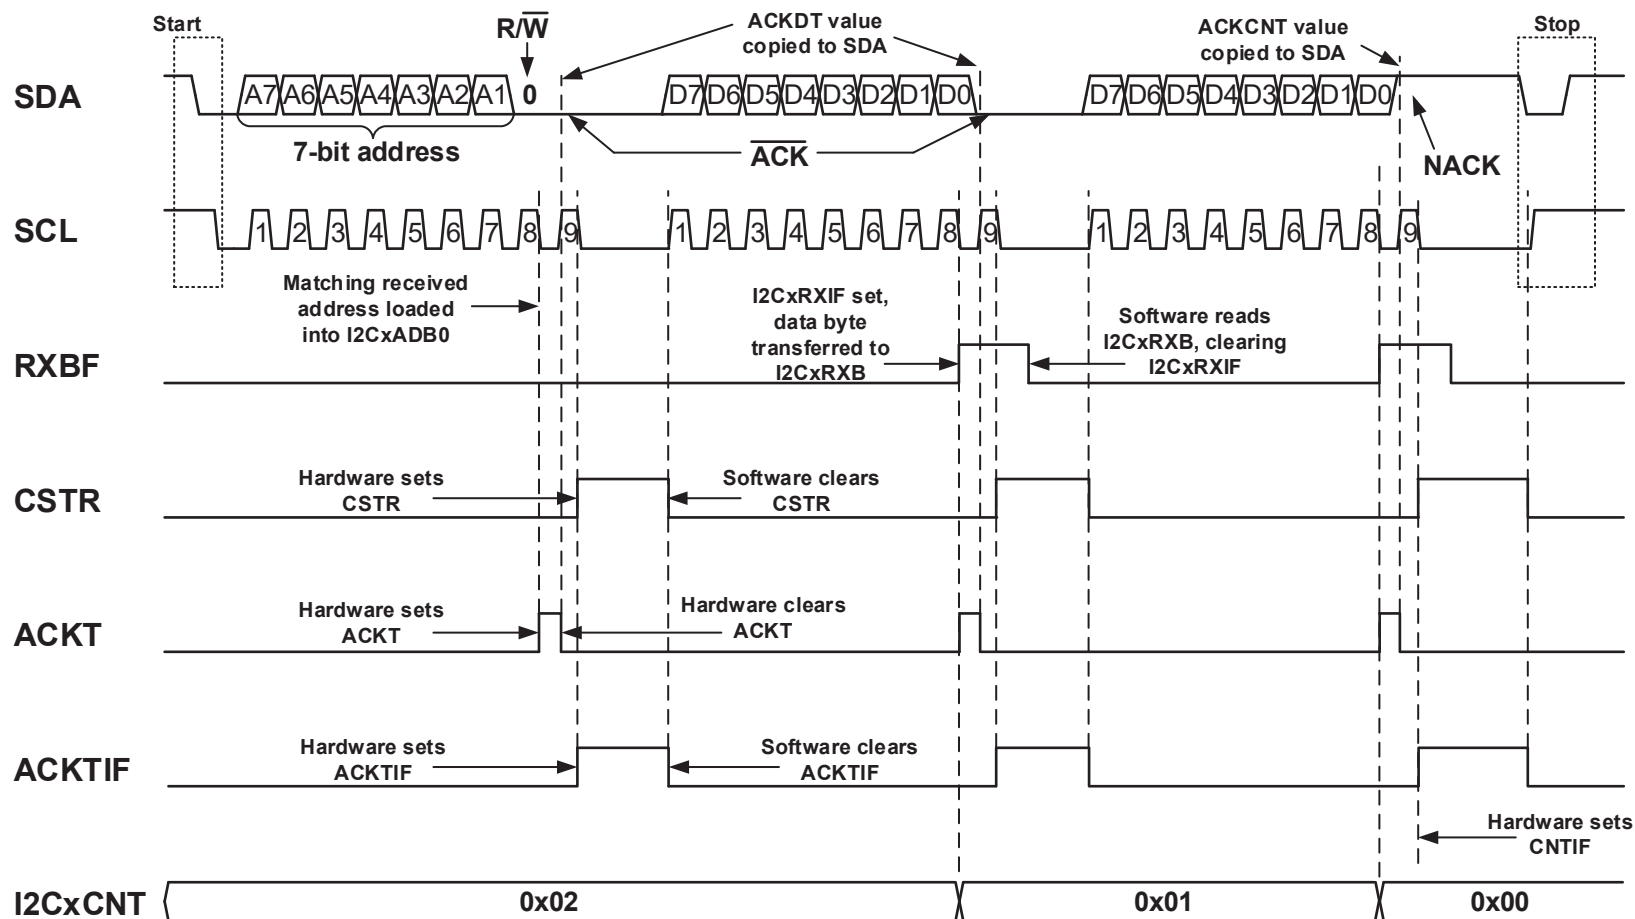 Start
R/W
ACKDT value
copied to SDA
ACKCNT value
copied to SDA
Stop
SDA
A7 A6 A5 A4 A3 A2 A1 0
D7 D6 D5 D4 D3 D2 D1 D0
D7 D6 D5 D4 D3 D2 D1 D0
7-bit address
ACK
NACK
SCL
1 2 3 4 5 6 7 8 9
1 2 3 4 5 6 7 8 9
1 2 3 4 5 6 7 8 9
Matching received
address loaded
into I2CxADB0
I2CxRXIF set,
data byte
transferred to
I2CxRXB
Software reads
I2CxRXB, clearing
I2CxRXIF
RXBF
Hardware sets
CSTR
Software clears
CSTR
CSTR
Hardware sets
ACKT
Hardware clears
ACKT
ACKT
Hardware sets
ACKTIF
Software clears
ACKTIF
ACKTIF
Hardware sets
CNTIF
I2CxCNT
0x02
0x01
0x00